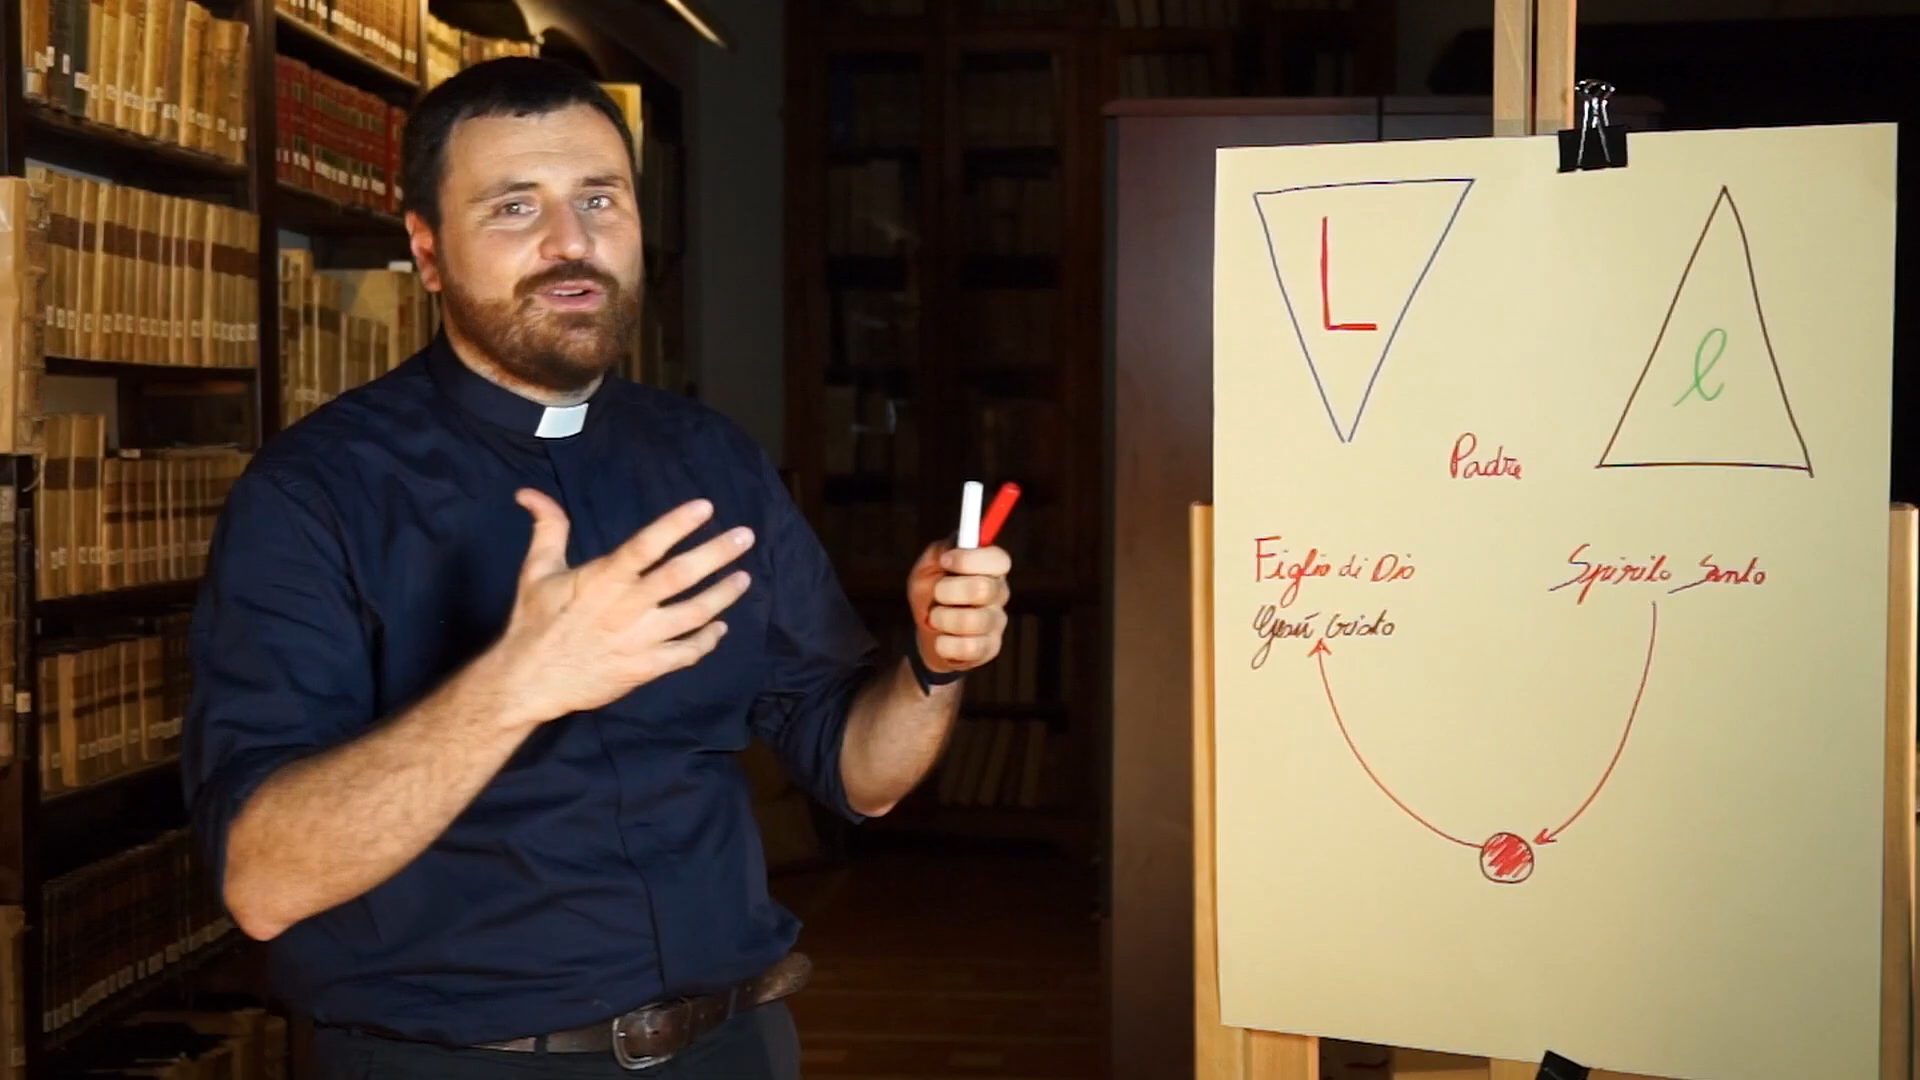 L
l
Padre
Figlio di Dio
Spirito Santo
Gesù Cristo